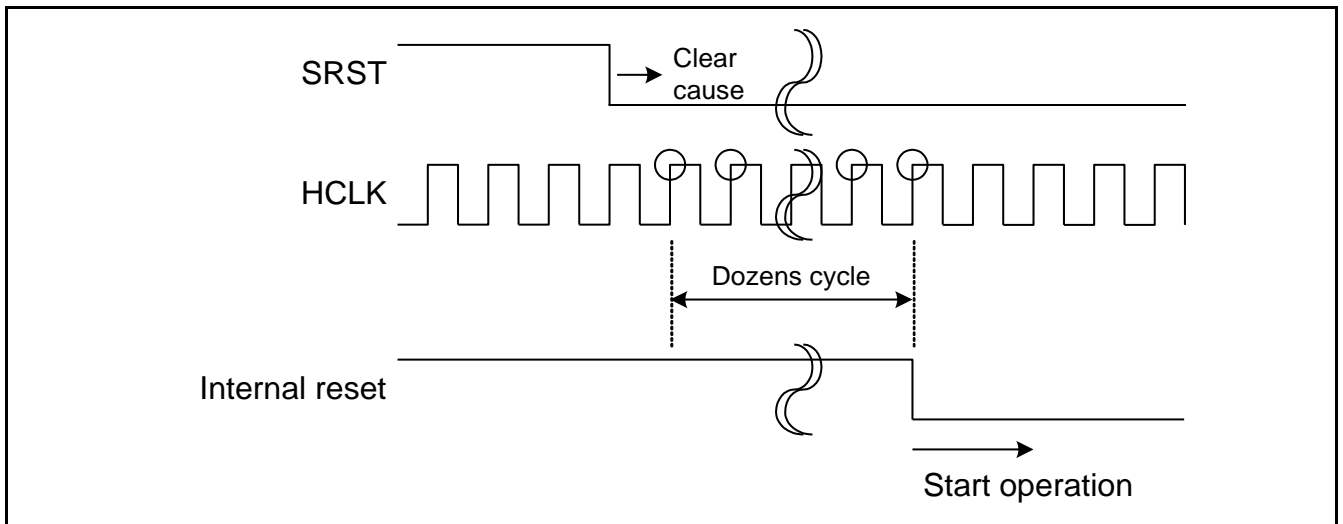 SRST
Clear
cause
HCLK
Dozens cycle
Internal reset
Start operation